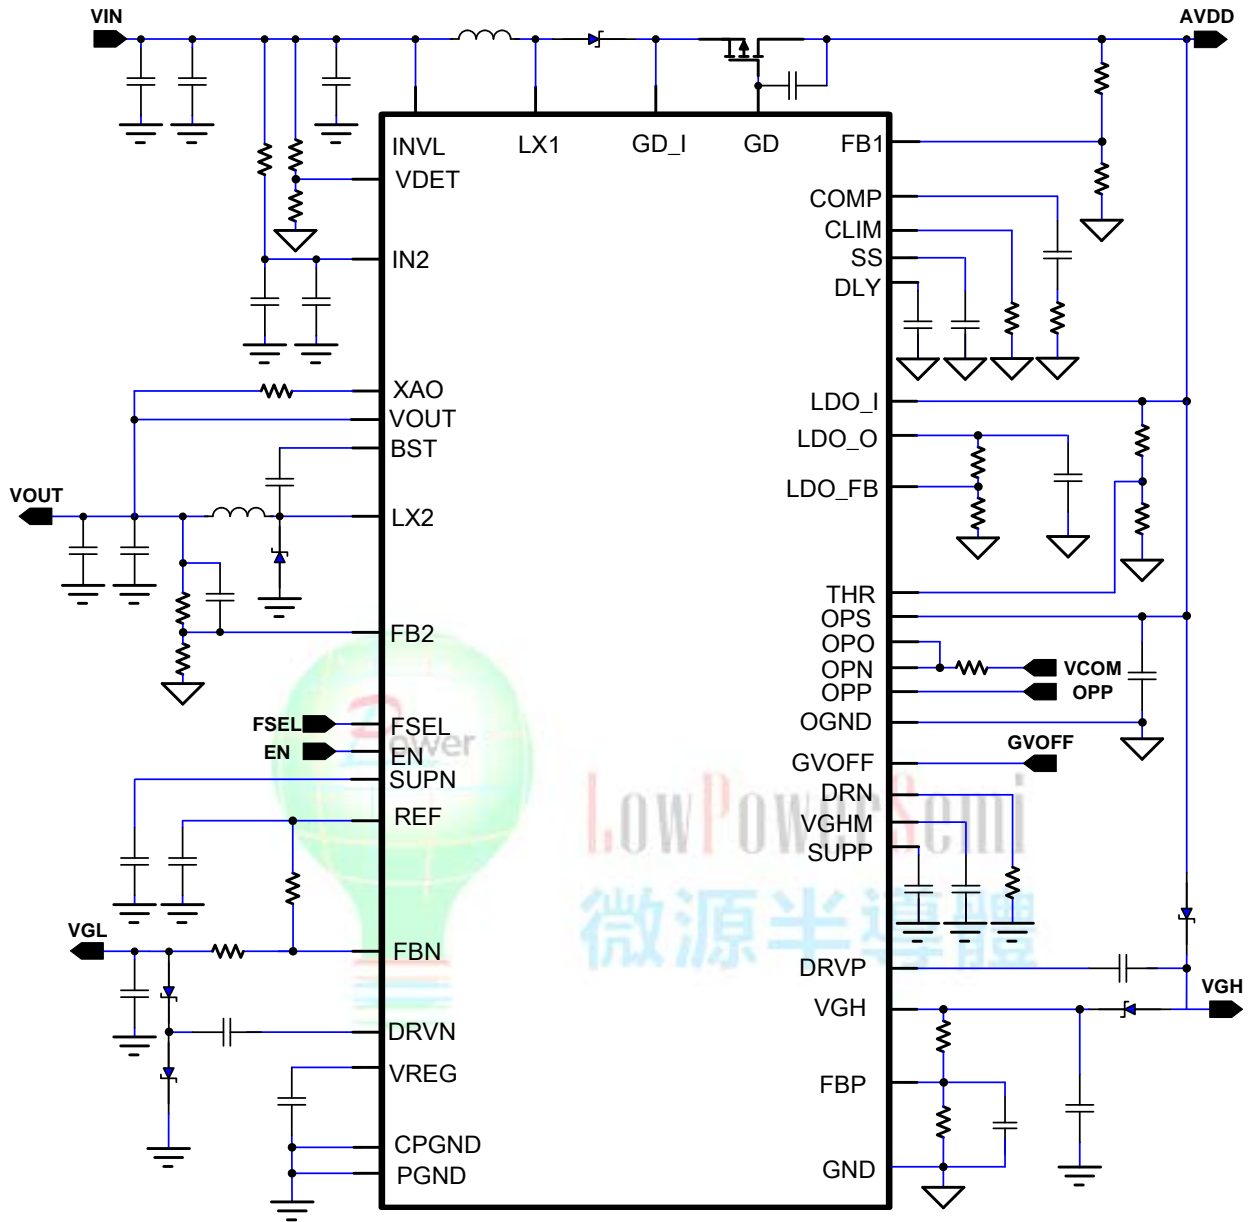 VIN
AVDD
INVL
LX1
GD_I
GD
FB1
VDET
COMP
CLIM
SS
IN2
DLY
XAO
LDO_I
VOUT
LDO_O
BST
LDO_FB
VOUT
LX2
THR
OPS
FB2
OPO
OPN
VCOM
OPP
OPP
FSEL
FSEL
OGND
Power
EN
EN
GVOFF
GVOFF
SUPN
DRN
REF
VGHM
LowPowerSemi
SUPP
微源半導體
VGL
FBN
DRVP
VGH
VGH
DRVN
VREG
FBP
CPGND
GND
PGND